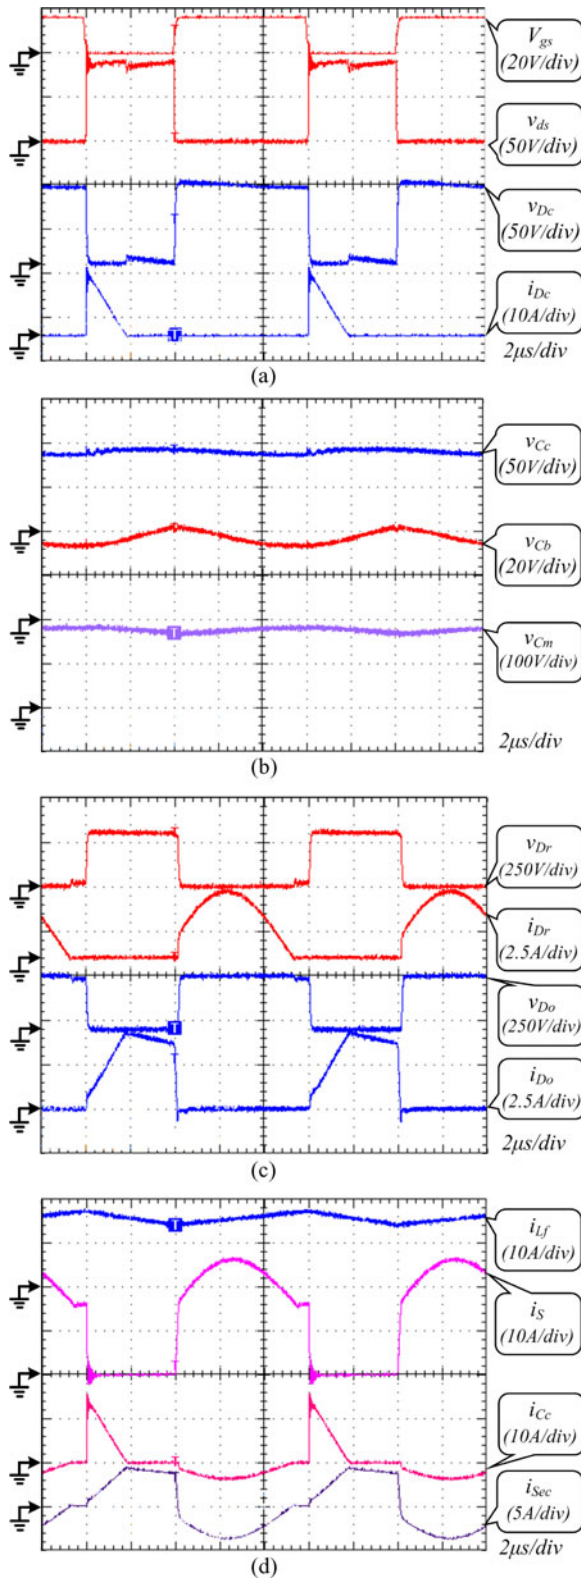 V_gs
(20V/div)
v_ds
(50V/div)
v_Dc
(50V/div)
i_Dc
(10A/div)
T
2μs/div
(a)
v_Cc
(50V/div)
v_Cb
(20V/div)
T
v_Cm
(100V/div)
2μs/div
(b)
v_Dr
(250V/div)
i_Dr
(2.5A/div)
T
v_Do
(250V/div)
i_Do
(2.5A/div)
2μs/div
(c)
T
i_Lf
(10A/div)
i_S
(10A/div)
i_Cc
(10A/div)
i_Sec
(5A/div)
2μs/div
(d)